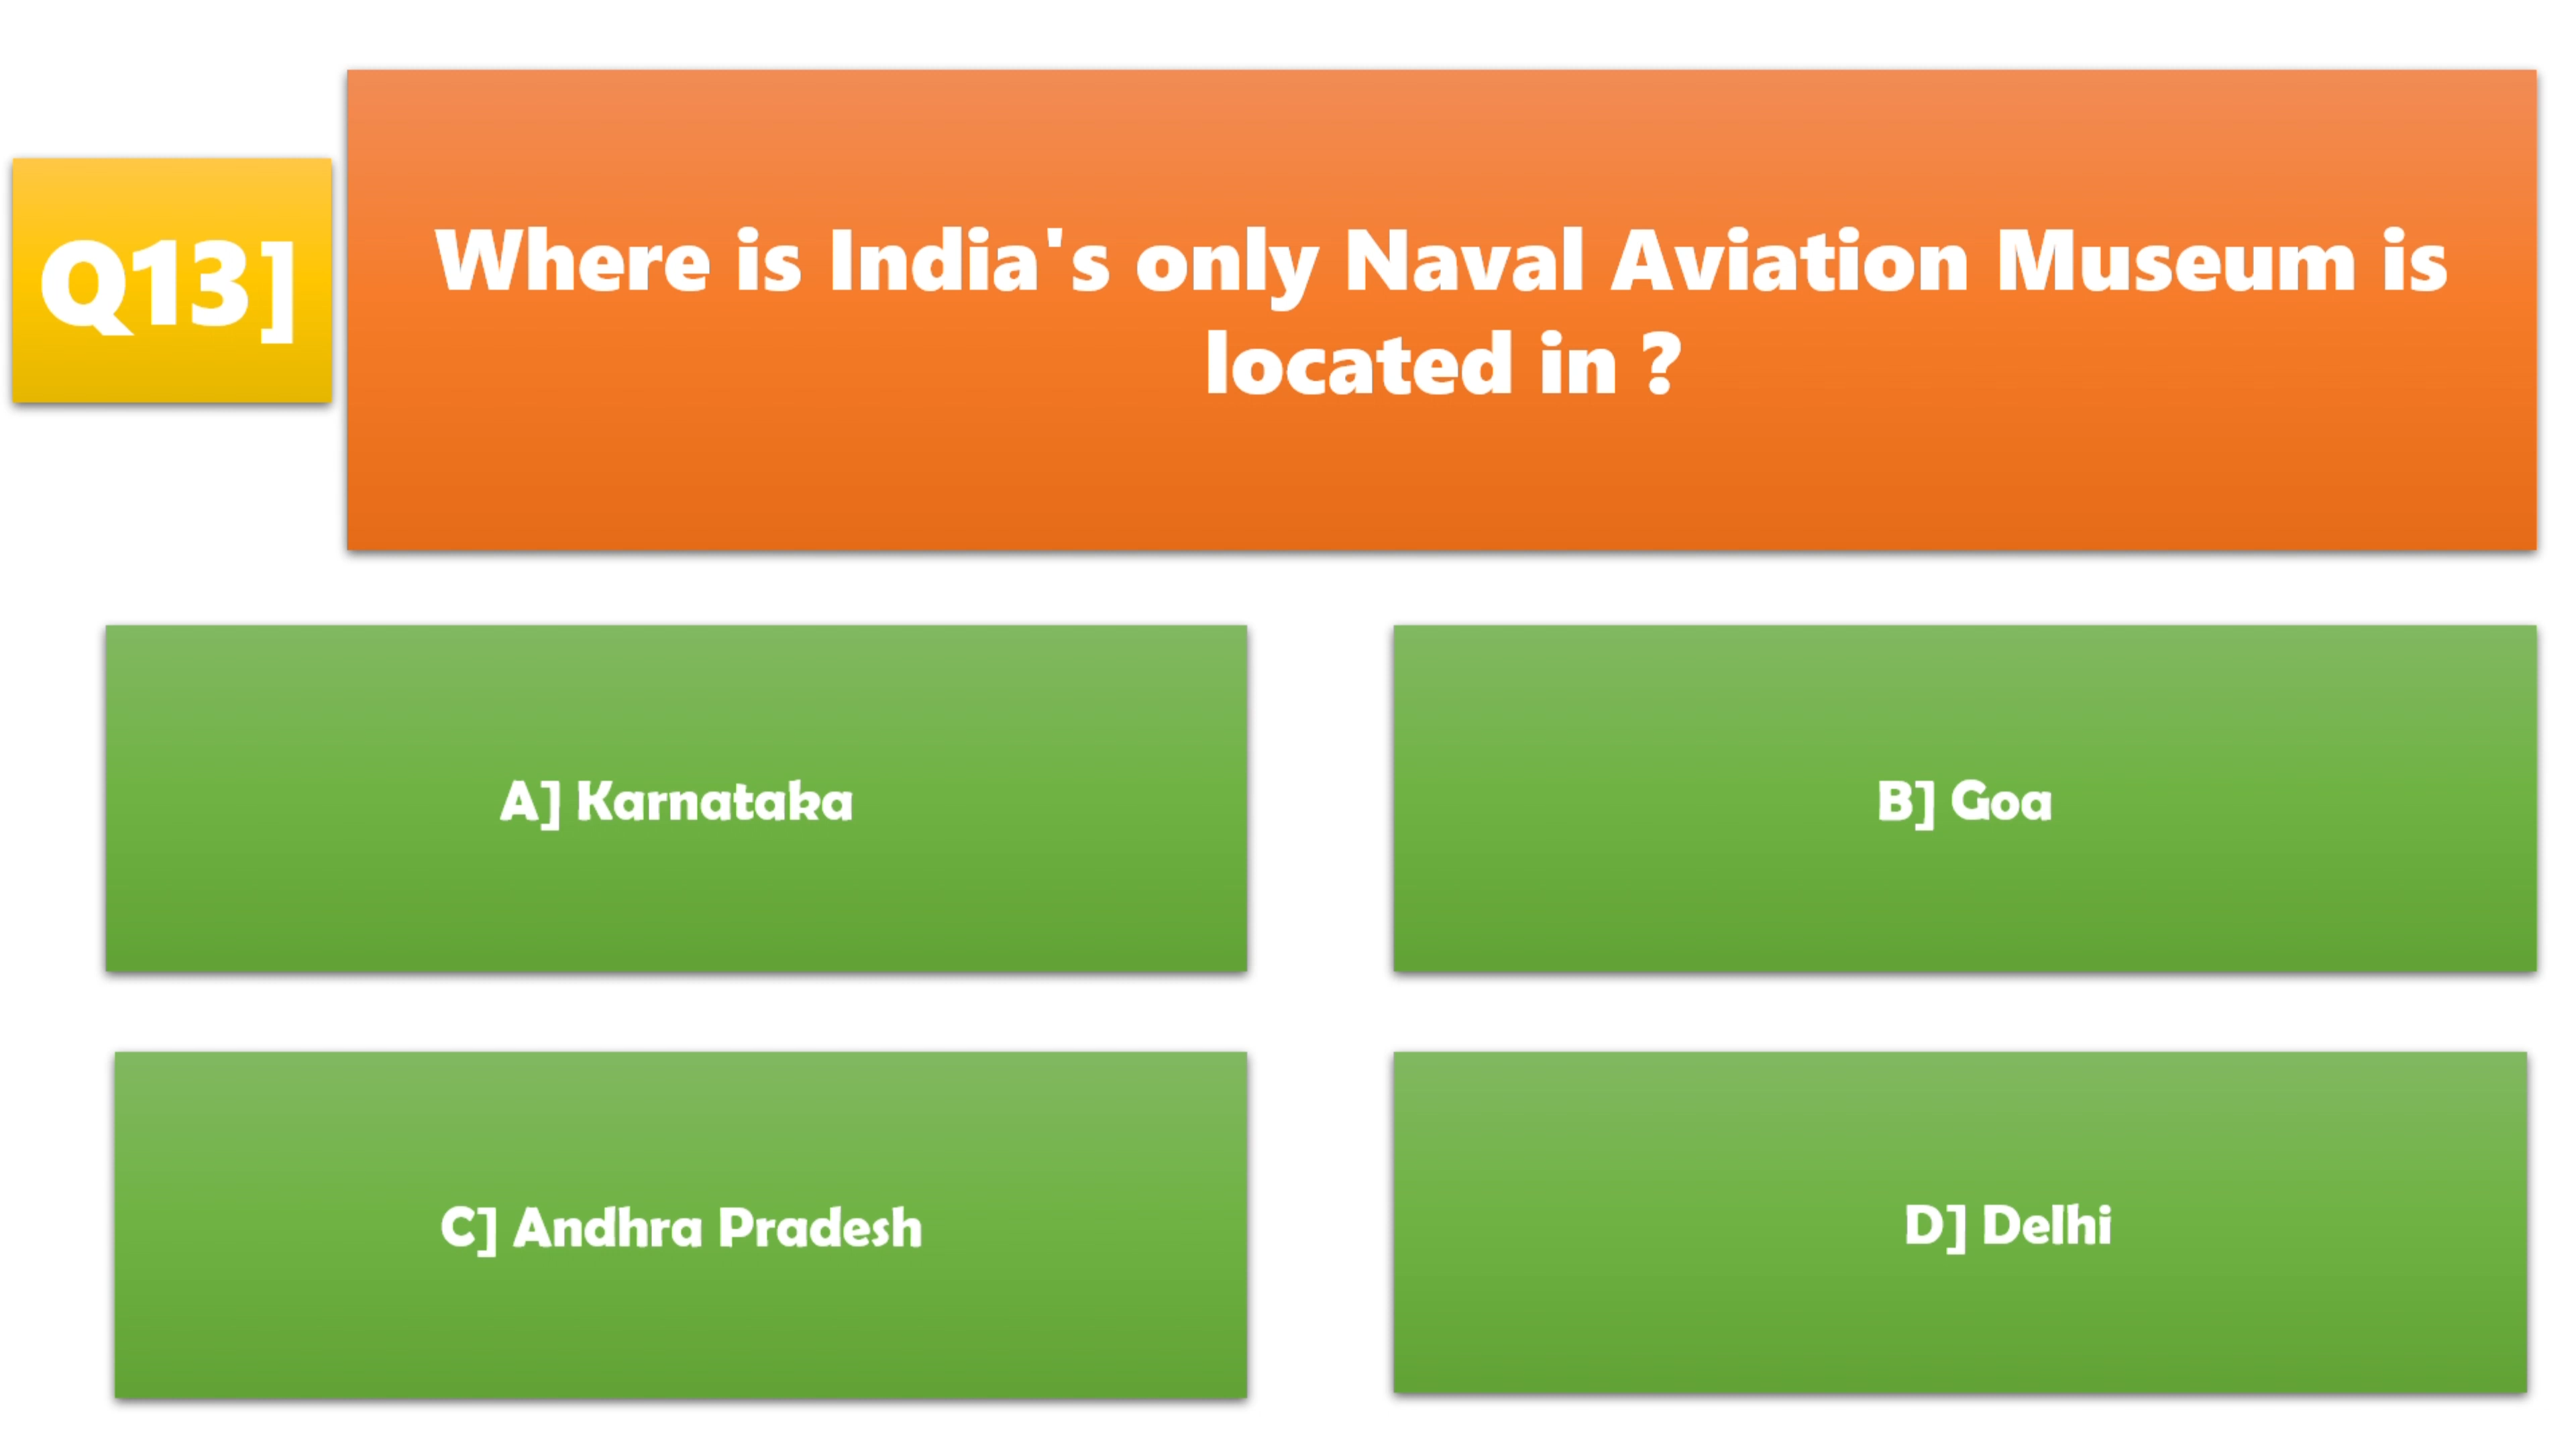 Q13]
Where is India's only Naval Aviation Museum is
located in ?
A] Karnataka
B] Goa
C] Andhra Pradesh
D] Delhi